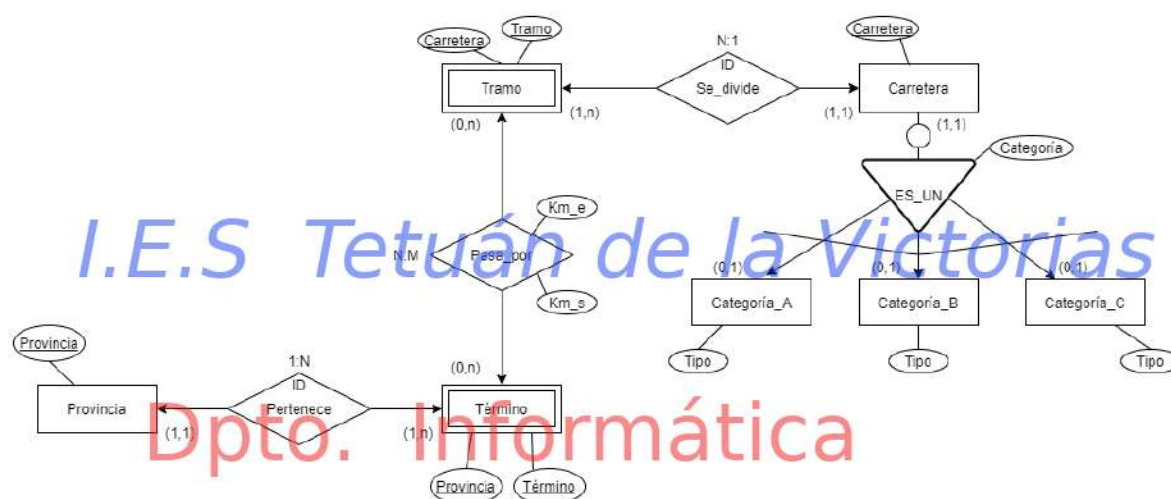 Tramo
Carretera
N:1
Carretera
ID
Tramo
Se_divide
Carretera
(0,n)
(1,n)
(1,1)
(1,1)
Categoría
ES_UN
Km_e
I.E.S Tetuán de la Victorias
N:M
Pasa_por
(0,1)
(0,1)
(0,1)
Km_s
Categoría_A
Categoría_B
Categoría_C
Provincia
Tipo
Tipo
Tipo
1:N
(0,n)
ID
Provincia
Pertenece
Término
(1,1)
(1,n)
Dpto. Informática
Provincia
Término